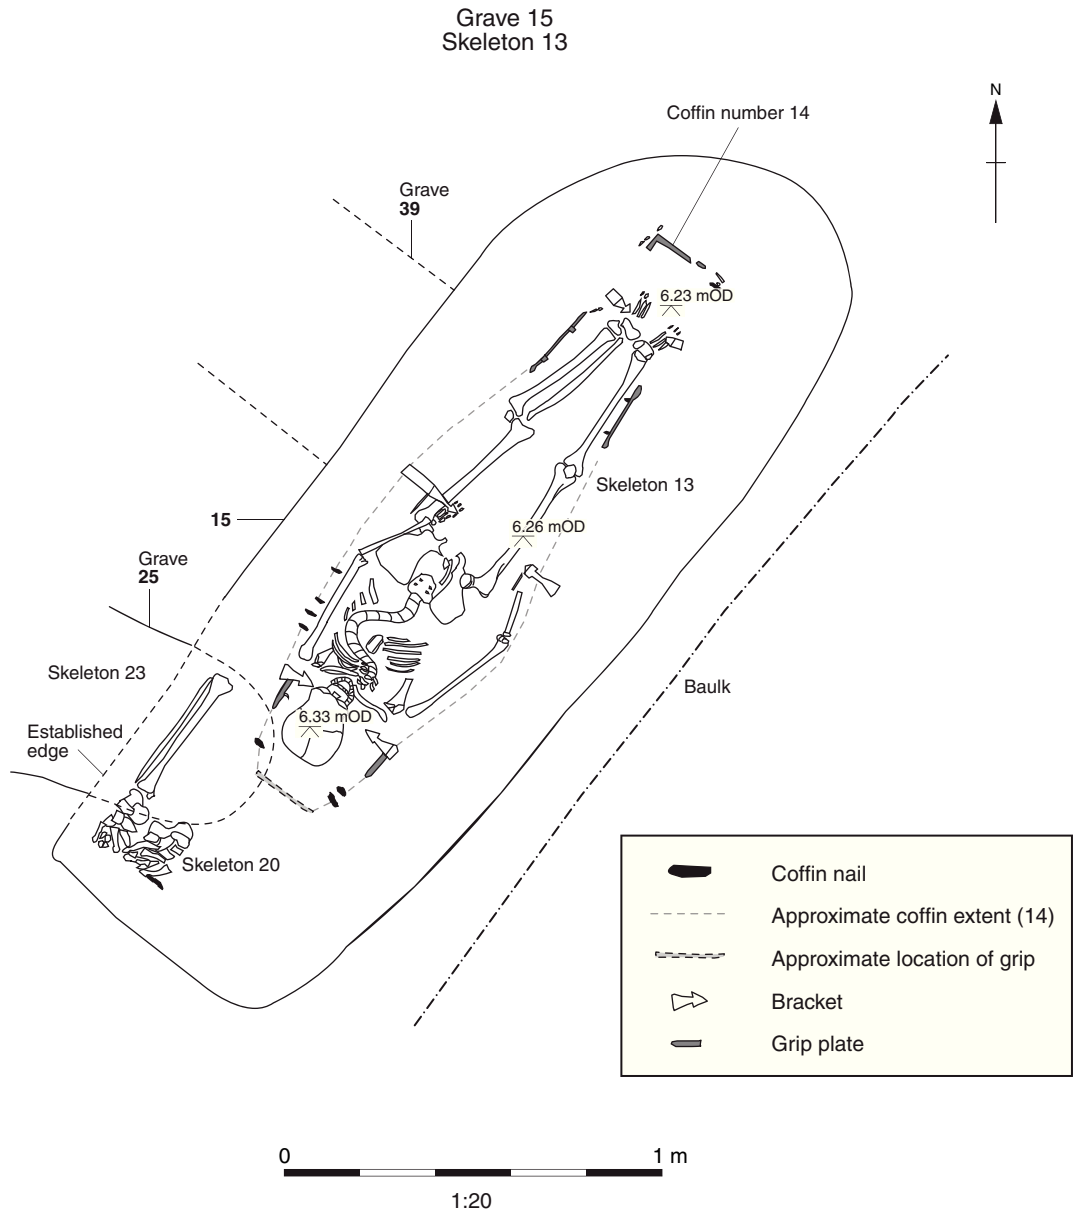 Grave 15
Skeleton 13
N
Coffin number 14
Grave
39
6.23 mOD
Skeleton 13
15
6.26 mOD
Grave
25
Skeleton 23
Baulk
6.33 mOD
Established
edge
Skeleton 20
Coffin nail
Approximate coffin extent (14)
Approximate location of grip
Bracket
Grip plate
0
1 m
1:20